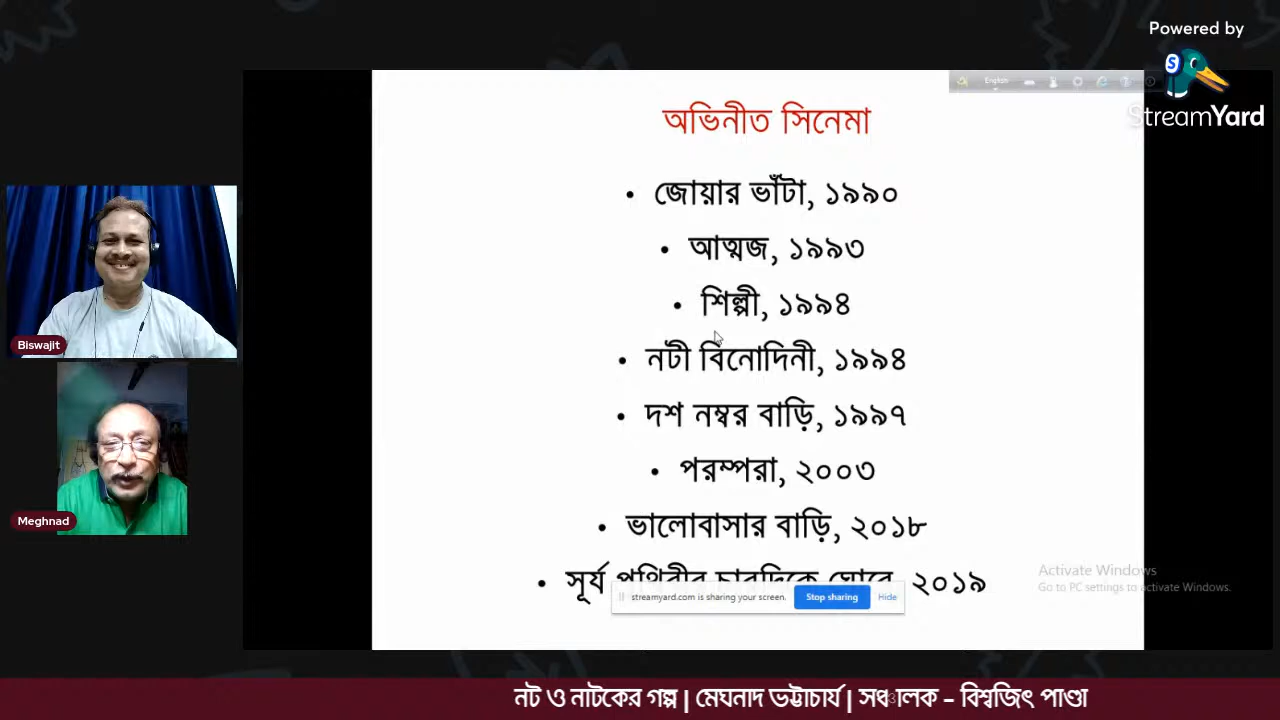 Powered by
StreamYard
English
অভিনীত সিনেমা
• জোয়ার ভাঁটা, ১৯৯০
• আত্মজ, ১৯৯৩
• শিল্পী, ১৯৯৪
• নটী বিনোদিনী, ১৯৯৪
• দশ নম্বর বাড়ি, ১৯৯৭
• পরম্পরা, ২০০৩
• ভালোবাসার বাড়ি, ২০১৮
• সূর্য পৃথিবীর চারদিকে ঘোরে, ২০১৯
Biswajit
Meghnad
streamyard.com is sharing your screen. Stop sharing Hide
Activate Windows
Go to PC settings to activate Windows.
নট ও নাটকের গল্প | মেঘনাদ ভট্টাচার্য | সঞ্চালক – বিশ্বজিৎ পাণ্ডা